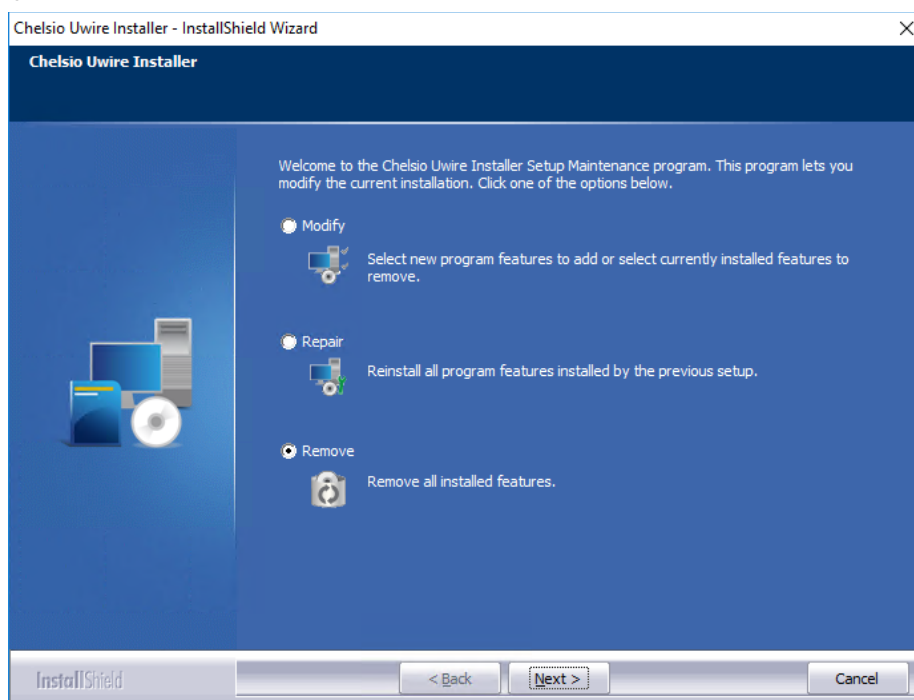 Chelsio Uwire Installer - InstallShield Wizard
Chelsio Uwire Installer
Welcome to the Chelsio Uwire Installer Setup Maintenance program. This program lets you
modify the current installation. Click one of the options below.
Modify
Select new program features to add or select currently installed features to
remove.
Repair
Reinstall all program features installed by the previous setup.
Remove
Remove all installed features.
InstallShield
< Back
Next >
Cancel